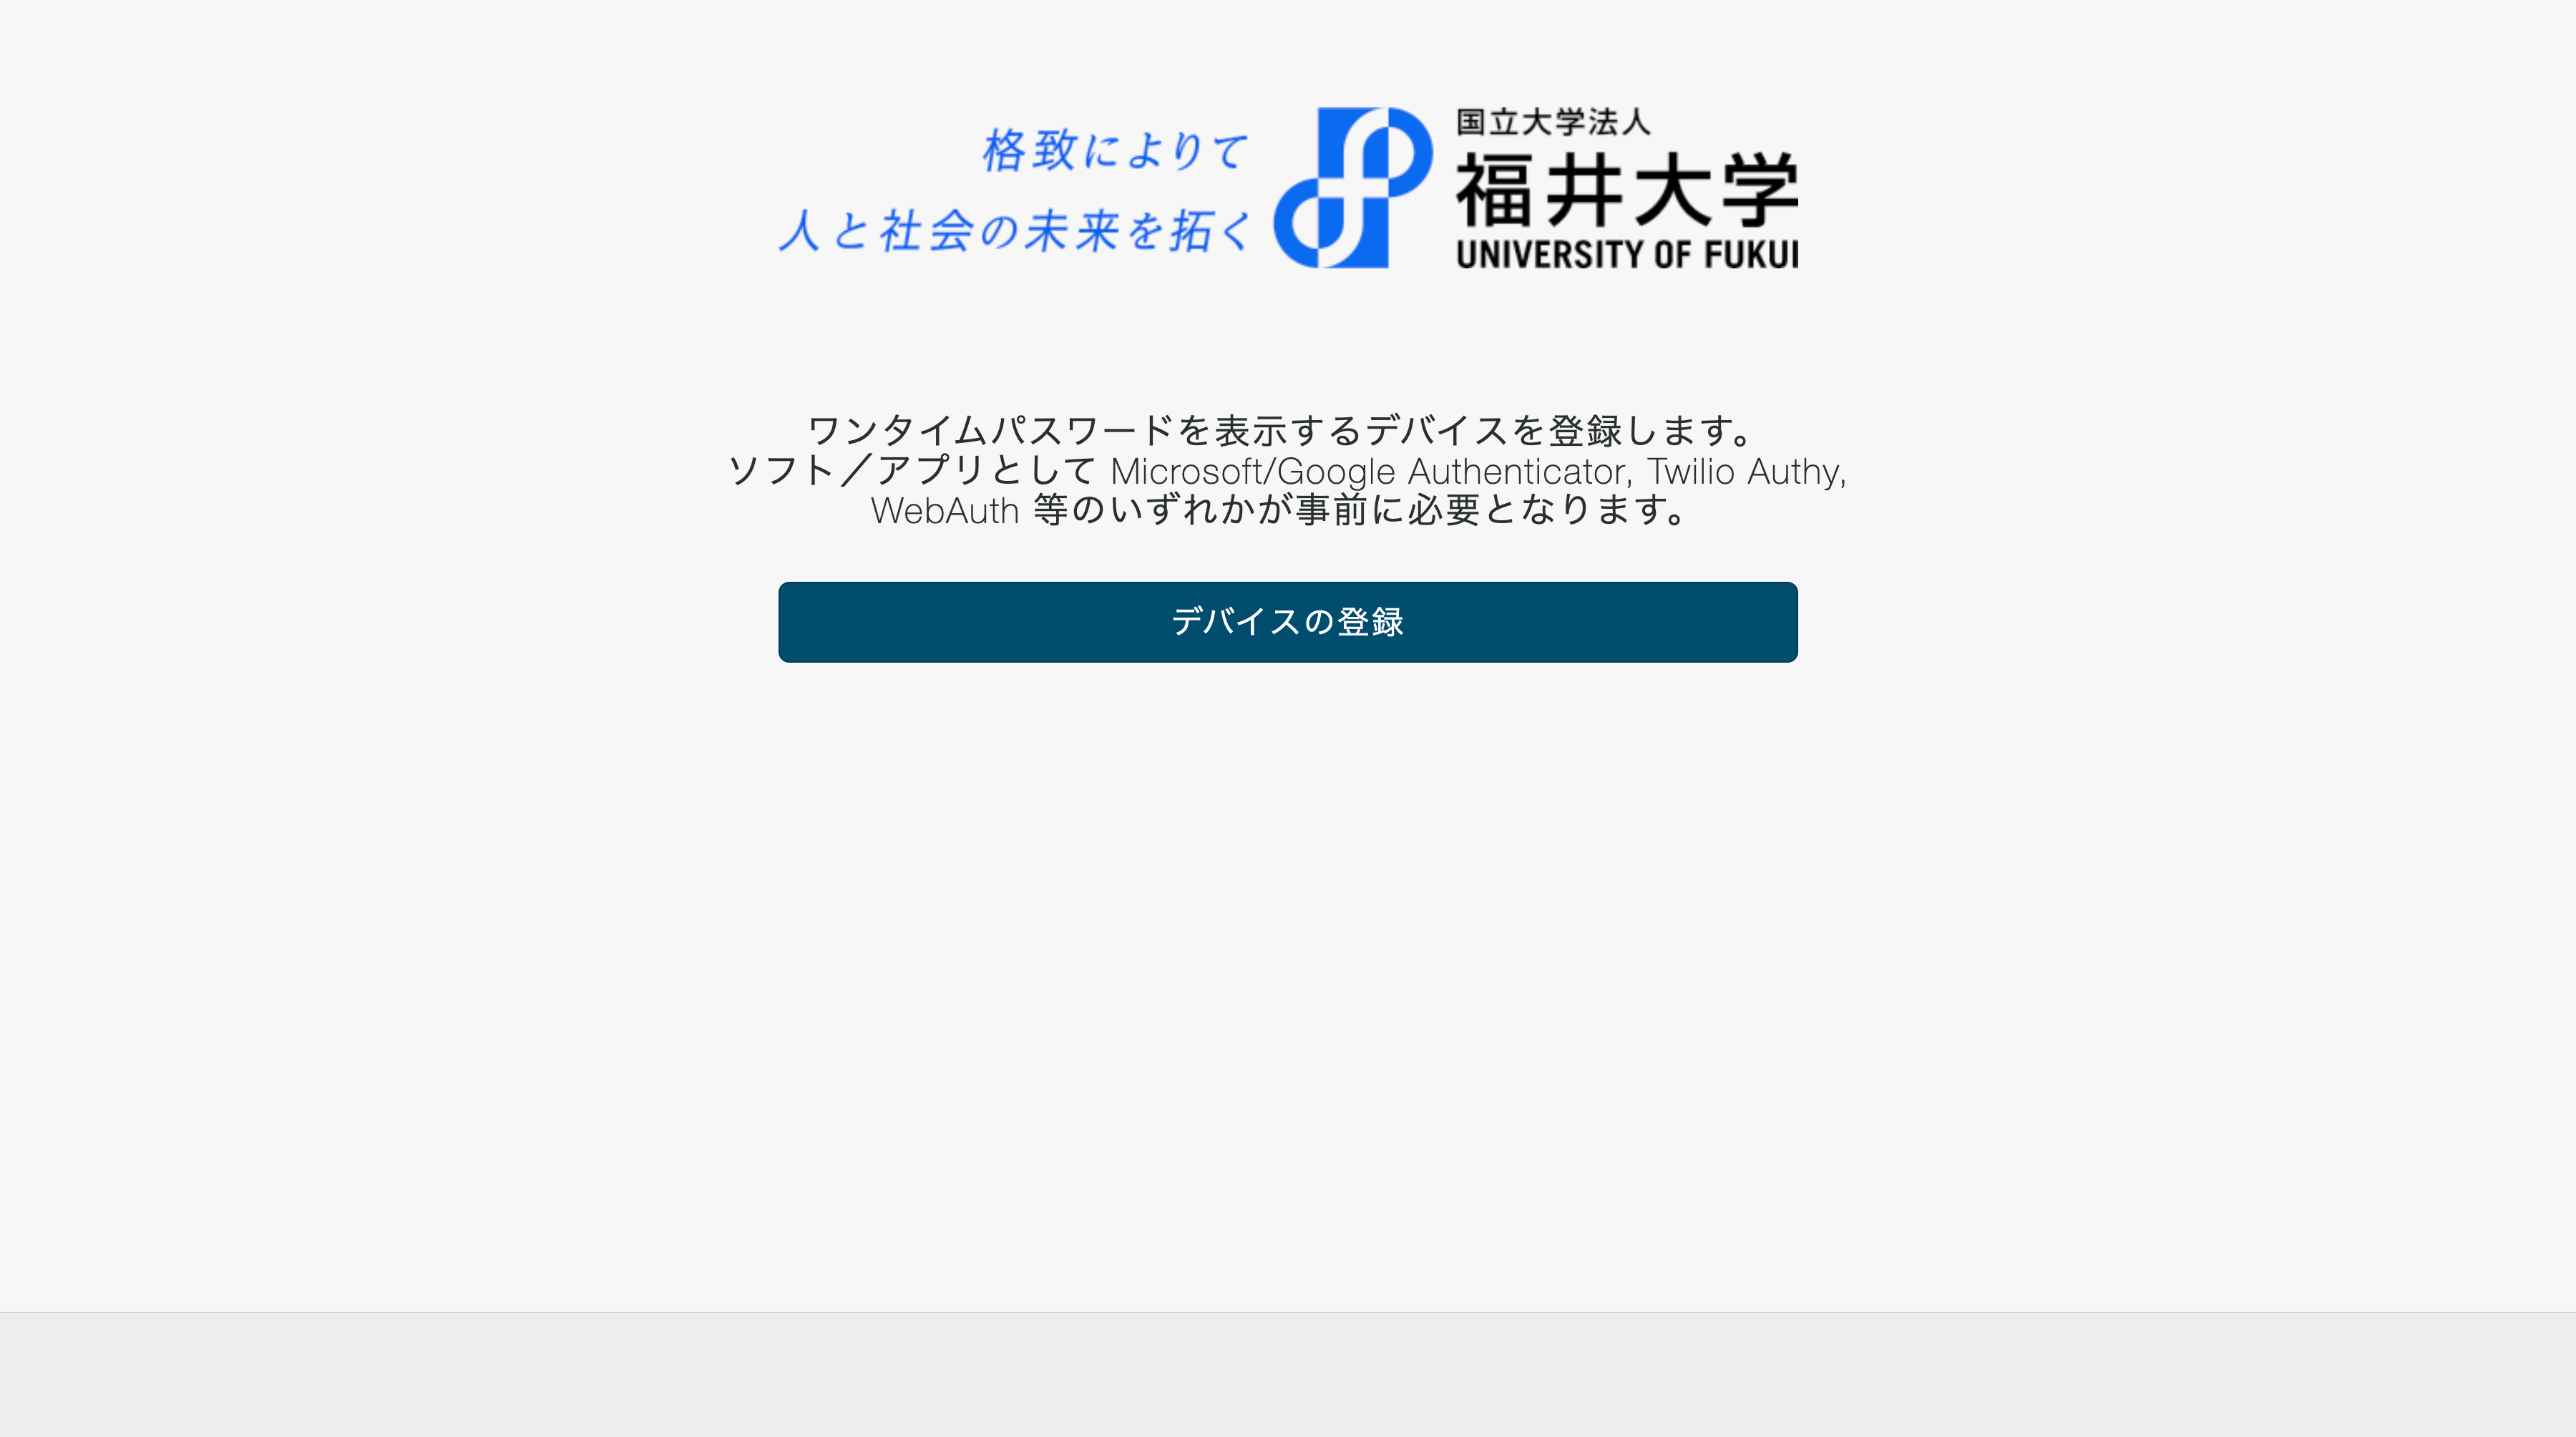 格致によりて
人と社会の未来を拓く
国立大学法人
福井大学
UNIVERSITY OF FUKUI
ワンタイムパスワードを表示するデバイスを登録します。
ソフト／アプリとして Microsoft/Google Authenticator, Twilio Authy,
WebAuth 等のいずれかが事前に必要となります。
デバイスの登録